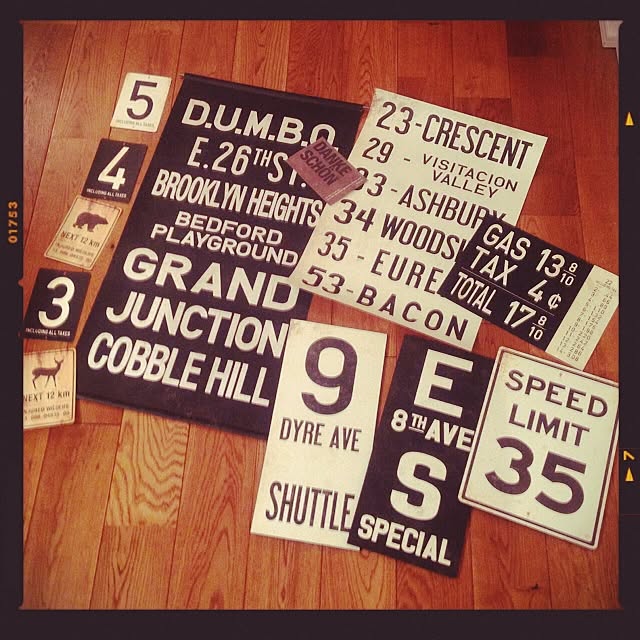 5
INCLUDING ALL TAXES
4
INCLUDING ALL TAXES
NEXT 12 km
3
INCLUDING ALL TAXES
NEXT 12 km
D.U.M.B.O.
E. 26TH ST.
BROOKLYN HEIGHTS
BEDFORD
PLAYGROUND
GRAND
JUNCTION
COBBLE HILL
DANKE
SCHÖN
23-CRESCENT
29 - VISITACION
VALLEY
33-ASHBURY
34 WOODS
35 - EURE
53-BACON
GAS 13 8/10
TAX 4 ¢
TOTAL 17 8/10
9
DYRE AVE
SHUTTLE
E
8TH AVE
S
SPECIAL
SPEED
LIMIT
35
01753
7